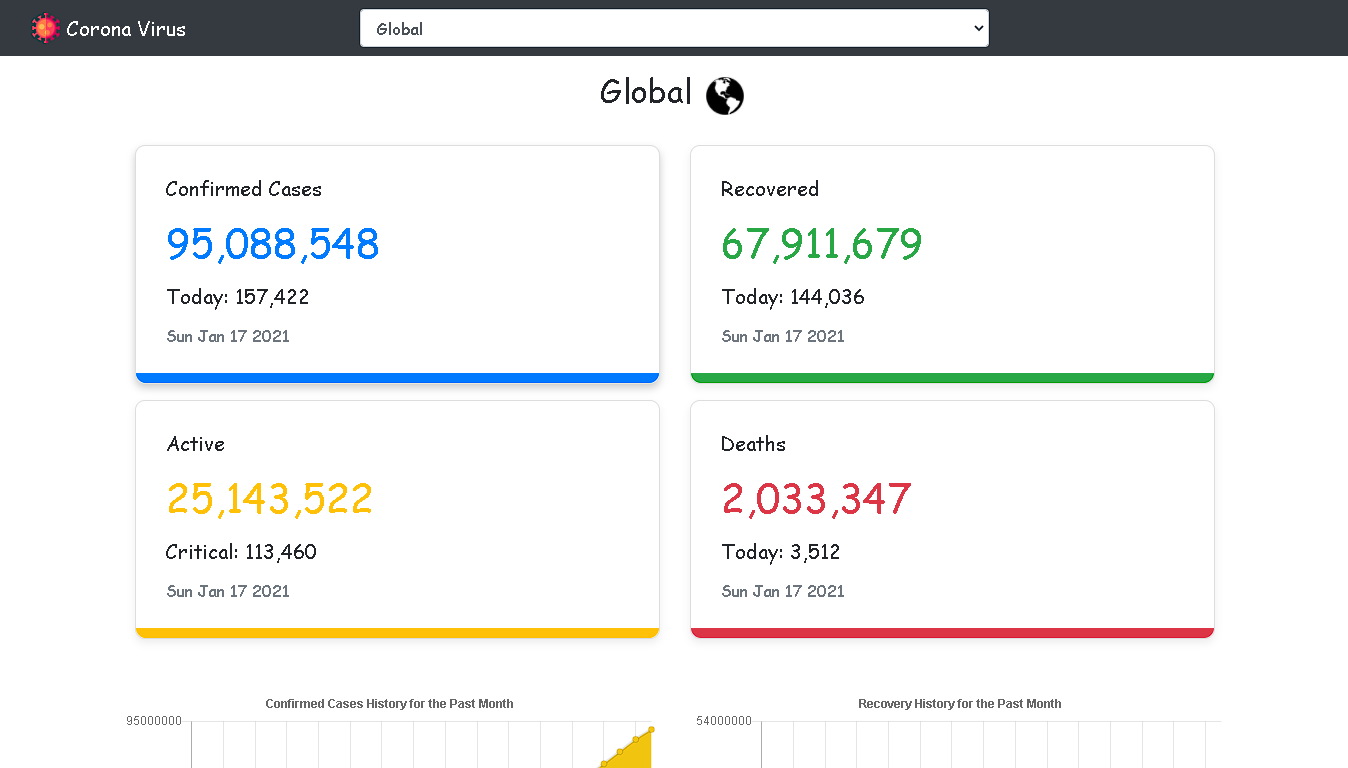 Corona Virus
Global
Global
Confirmed Cases
95,088,548
Today: 157,422
Sun Jan 17 2021
Recovered
67,911,679
Today: 144,036
Sun Jan 17 2021
Active
25,143,522
Critical: 113,460
Sun Jan 17 2021
Deaths
2,033,347
Today: 3,512
Sun Jan 17 2021
Confirmed Cases History for the Past Month
95000000
Recovery History for the Past Month
54000000